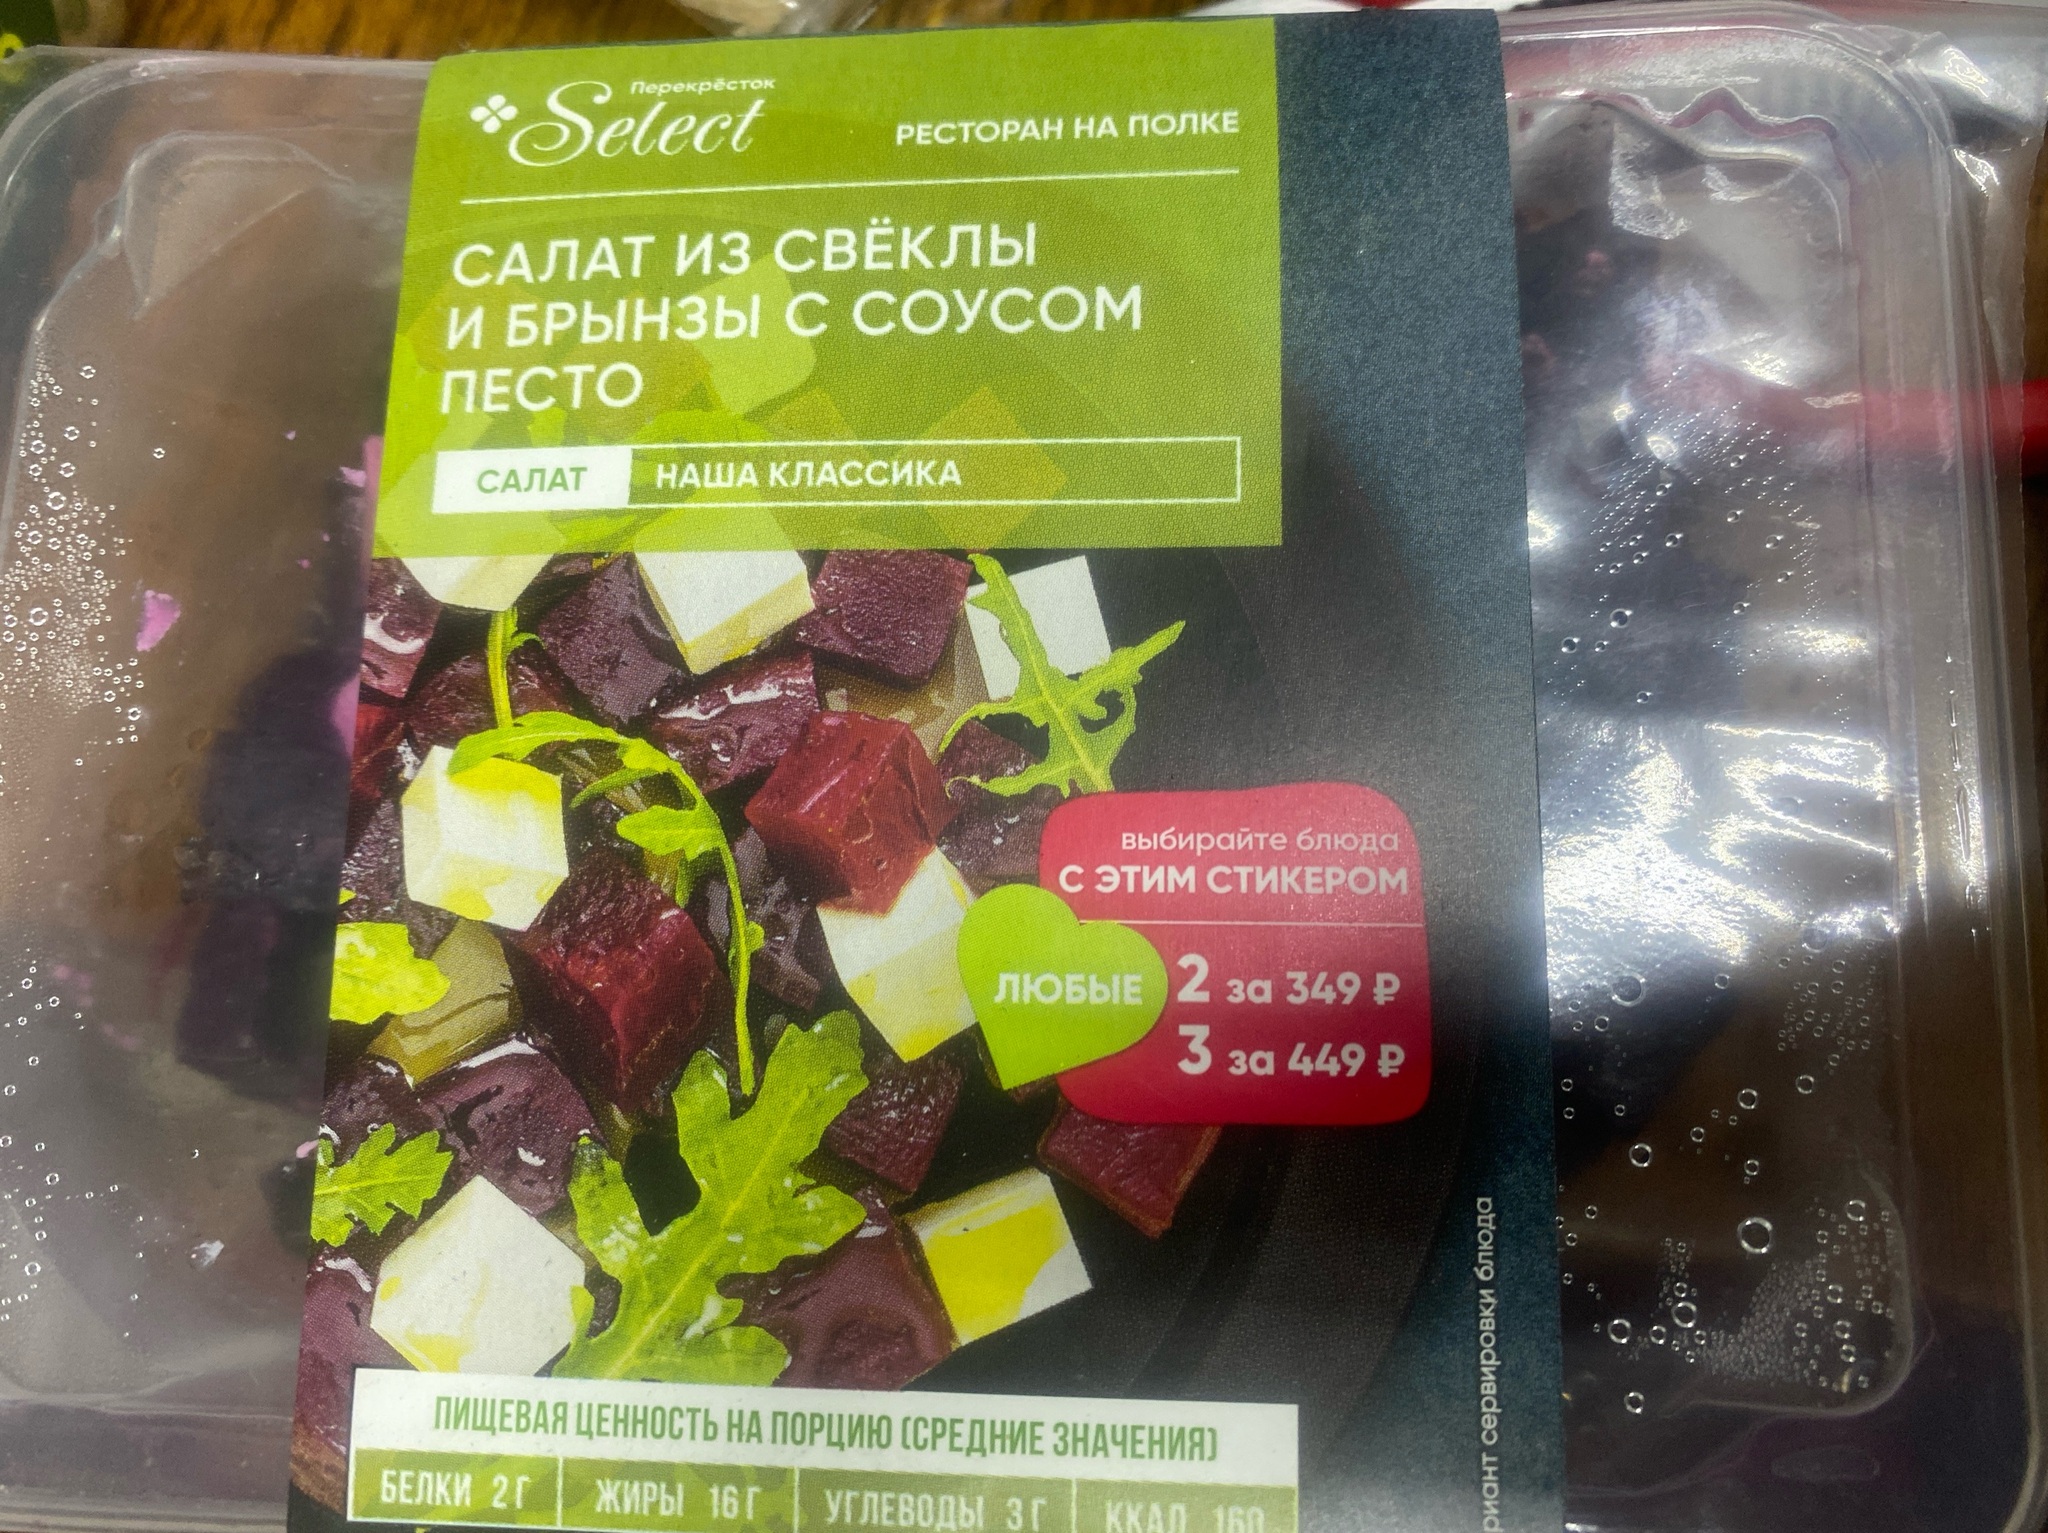 Перекрёсток
Select
РЕСТОРАН НА ПОЛКЕ
САЛАТ ИЗ СВЁКЛЫ
И БРЫНЗЫ С СОУСОМ
ПЕСТО
САЛАТ НАША КЛАССИКА
выбирайте блюда
С ЭТИМ СТИКЕРОМ
ЛЮБЫЕ
2 за 349 ₽
3 за 449 ₽
риант сервировки блюда
ПИЩЕВАЯ ЦЕННОСТЬ НА ПОРЦИЮ (СРЕДНИЕ ЗНАЧЕНИЯ)
БЕЛКИ 2 Г ЖИРЫ 16 Г УГЛЕВОДЫ 3 Г ККАЛ 160